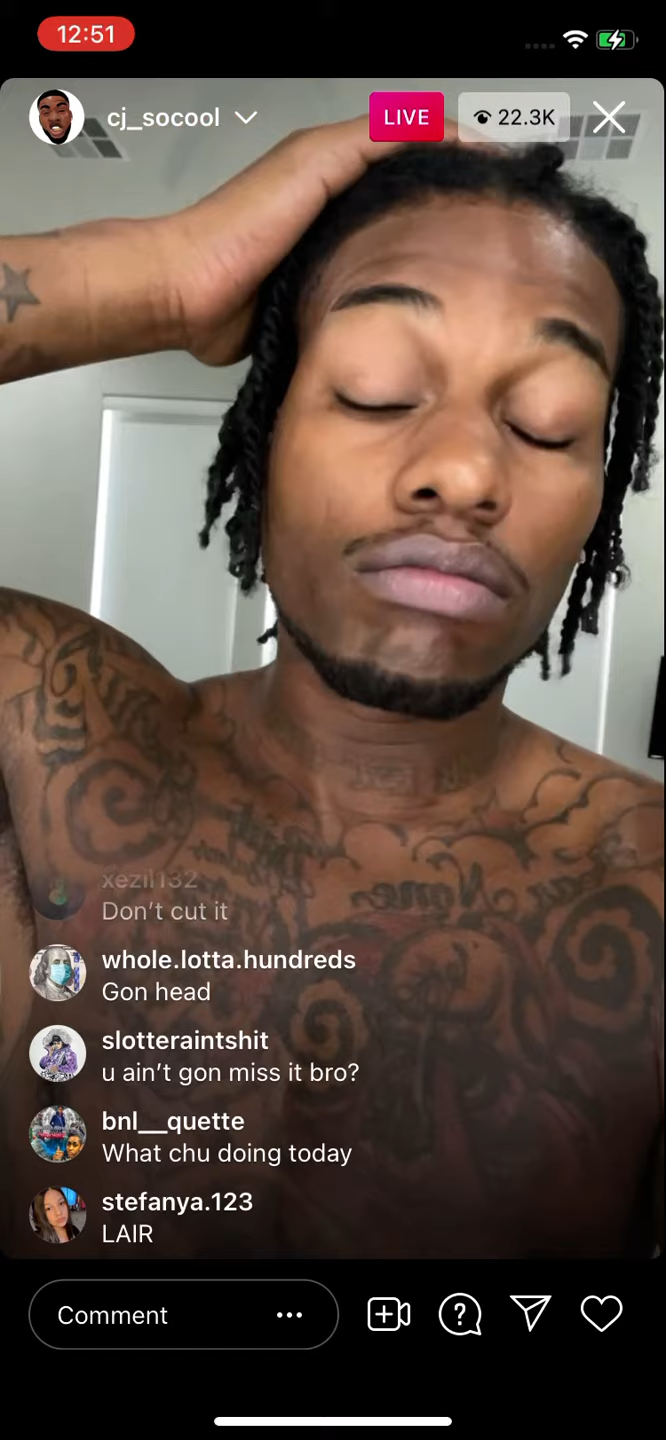 12:51
cj_socool
LIVE
22.3K
xezil132
Don't cut it
whole.lotta.hundreds
Gon head
slotteraintshit
u ain't gon miss it bro?
bnl__quette
What chu doing today
stefanya.123
LAIR
Comment